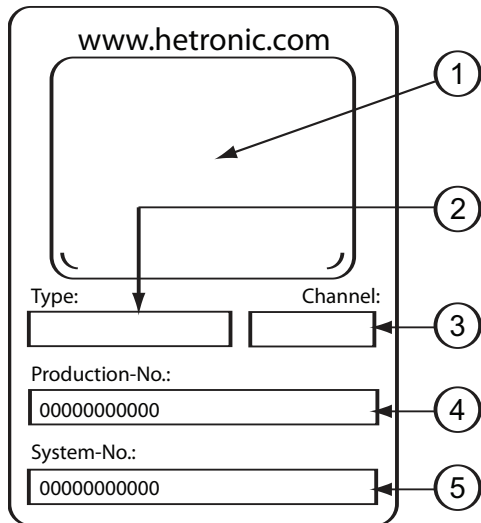 www.hetronic.com
1
2
Type: Channel:
3
Production-No.:
00000000000
4
System-No.:
00000000000
5